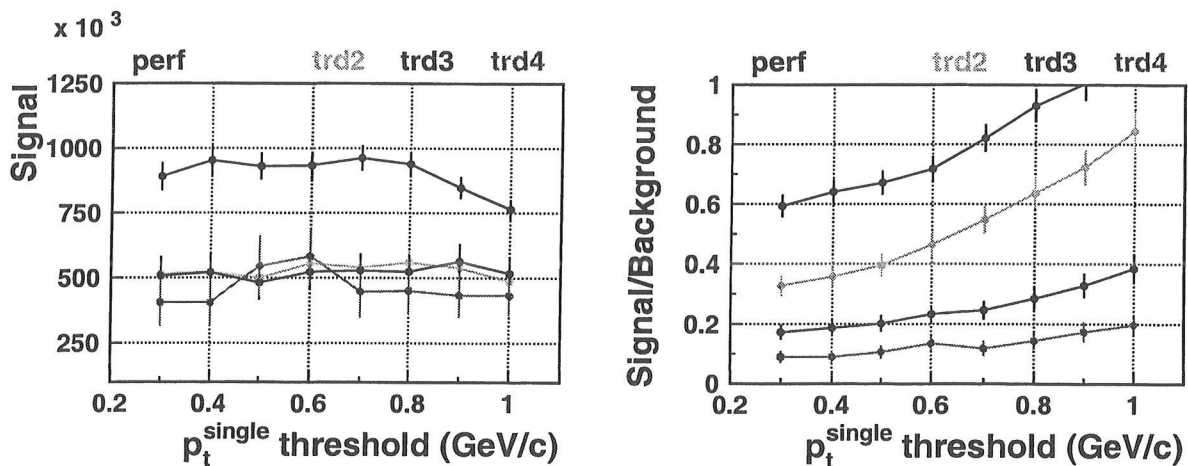 x 10 3
perf trd2 trd3 trd4
Signal
1250
1000
750
500
250
0.2 0.4 0.6 0.8 1
p_t^single threshold (GeV/c)
perf trd2 trd3 trd4
Signal/Background
1
0.8
0.6
0.4
0.2
0
0.2 0.4 0.6 0.8 1
p_t^single threshold (GeV/c)